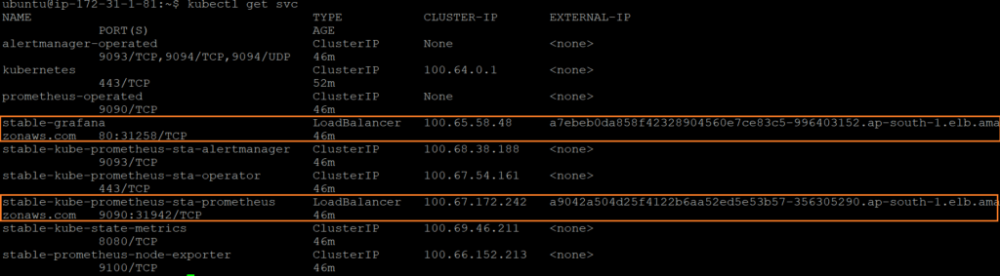 ubuntu@ip-172-31-1-81:~$ kubectl get svc
NAME TYPE CLUSTER-IP EXTERNAL-IP
PORT(S) AGE
alertmanager-operated ClusterIP None <none>
9093/TCP,9094/TCP,9094/UDP 46m
kubernetes ClusterIP 100.64.0.1 <none>
443/TCP 52m
prometheus-operated ClusterIP None <none>
9090/TCP 46m
stable-grafana LoadBalancer 100.65.58.48 a7ebeb0da858f42328904560e7ce83c5-996403152.ap-south-1.elb.ama
zonaws.com 80:31258/TCP 46m
stable-kube-prometheus-sta-alertmanager ClusterIP 100.68.38.188 <none>
9093/TCP 46m
stable-kube-prometheus-sta-operator ClusterIP 100.67.54.161 <none>
443/TCP 46m
stable-kube-prometheus-sta-prometheus LoadBalancer 100.67.172.242 a9042a504d25f4122b6aa52ed5e53b57-356305290.ap-south-1.elb.ama
zonaws.com 9090:31942/TCP 46m
stable-kube-state-metrics ClusterIP 100.69.46.211 <none>
8080/TCP 46m
stable-prometheus-node-exporter ClusterIP 100.66.152.213 <none>
9100/TCP 46m